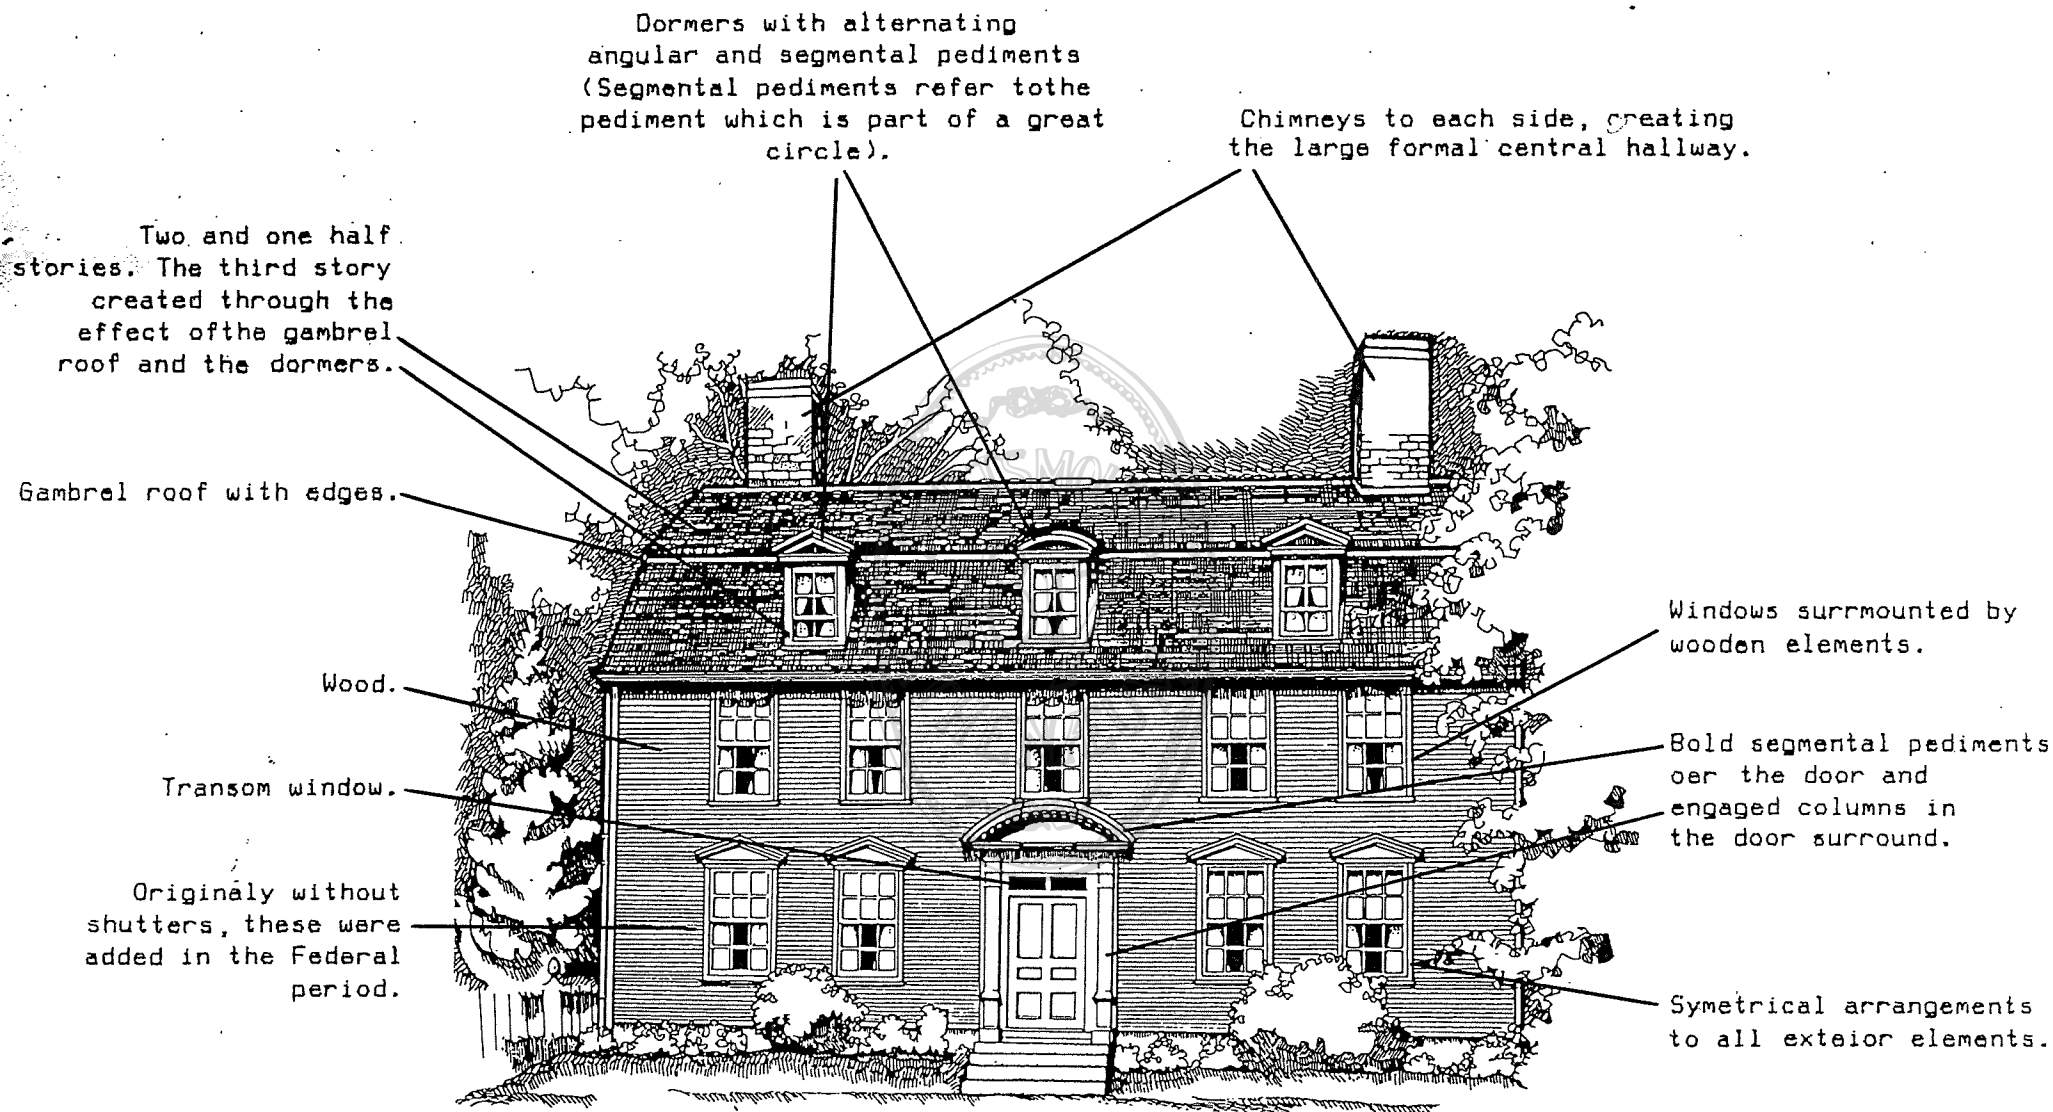 Dormers with alternating
angular and segmental pediments
(Segmental pediments refer tothe
pediment which is part of a great
circle).
Chimneys to each side, creating
the large formal central hallway.
Two and one half
stories. The third story
created through the
effect ofthe gambrel
roof and the dormers.
Gambrel roof with edges.
Wood.
Transom window.
Originaly without
shutters, these were
added in the Federal
period.
Windows surrmounted by
wooden elements.
Bold segmental pediments
oer the door and
engaged columns in
the door surround.
Symetrical arrangements
to all exteior elements.